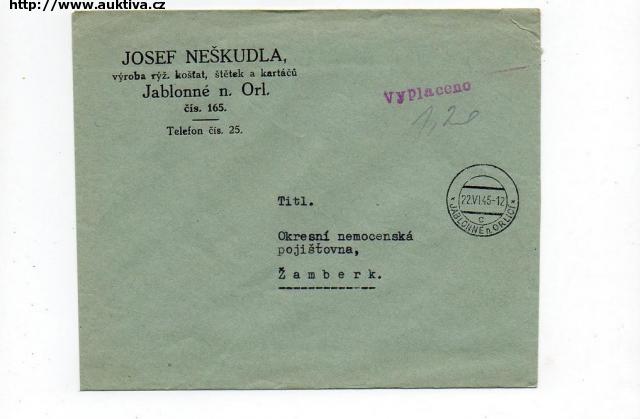 http://www.auktiva.cz
JOSEF NEŠKUDLA,
výroba rýž. košťat, štětek a kartáčů
Jablonné n. Orl.
čís. 165.
Telefon čís. 25.
Vyplaceno
1,20
22.VI.45-12
C
* JABLONNÉ n. ORLICÍ *
Titl.
Okresní nemocenská
pojišťovna,
Žamberk.